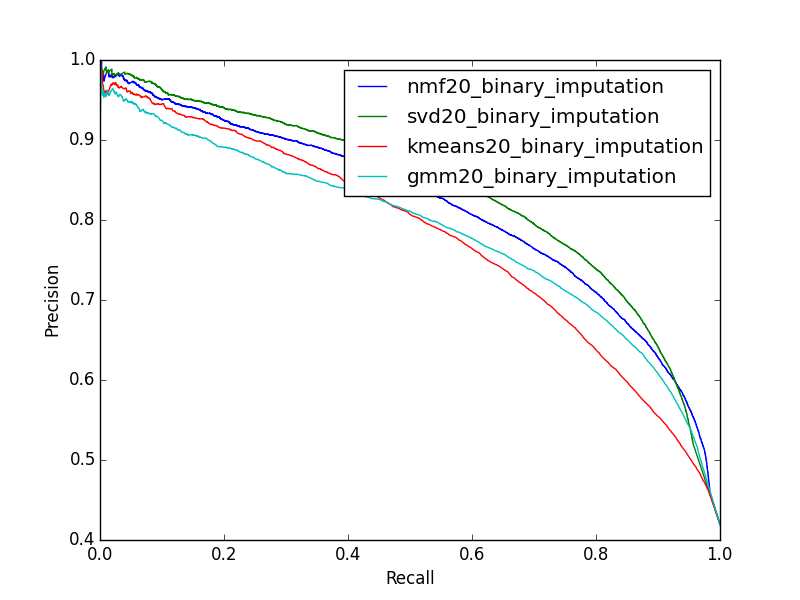 1.0
0.9
0.8
0.7
0.6
0.5
0.4
Precision
nmf20_binary_imputation
svd20_binary_imputation
kmeans20_binary_imputation
gmm20_binary_imputation
0.0 0.2 0.4 0.6 0.8 1.0
Recall